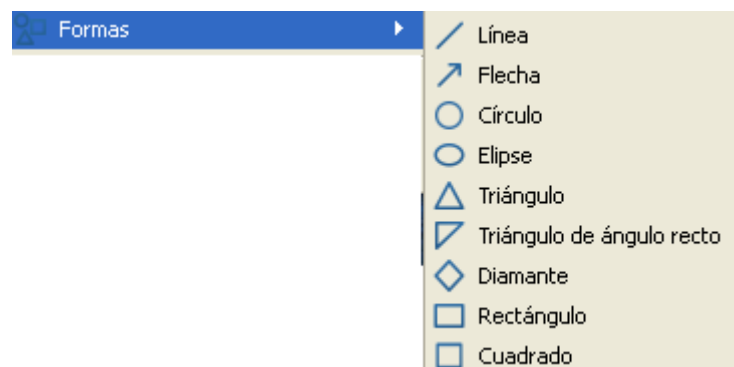 Formas
Línea
Flecha
Círculo
Elipse
Triángulo
Triángulo de ángulo recto
Diamante
Rectángulo
Cuadrado